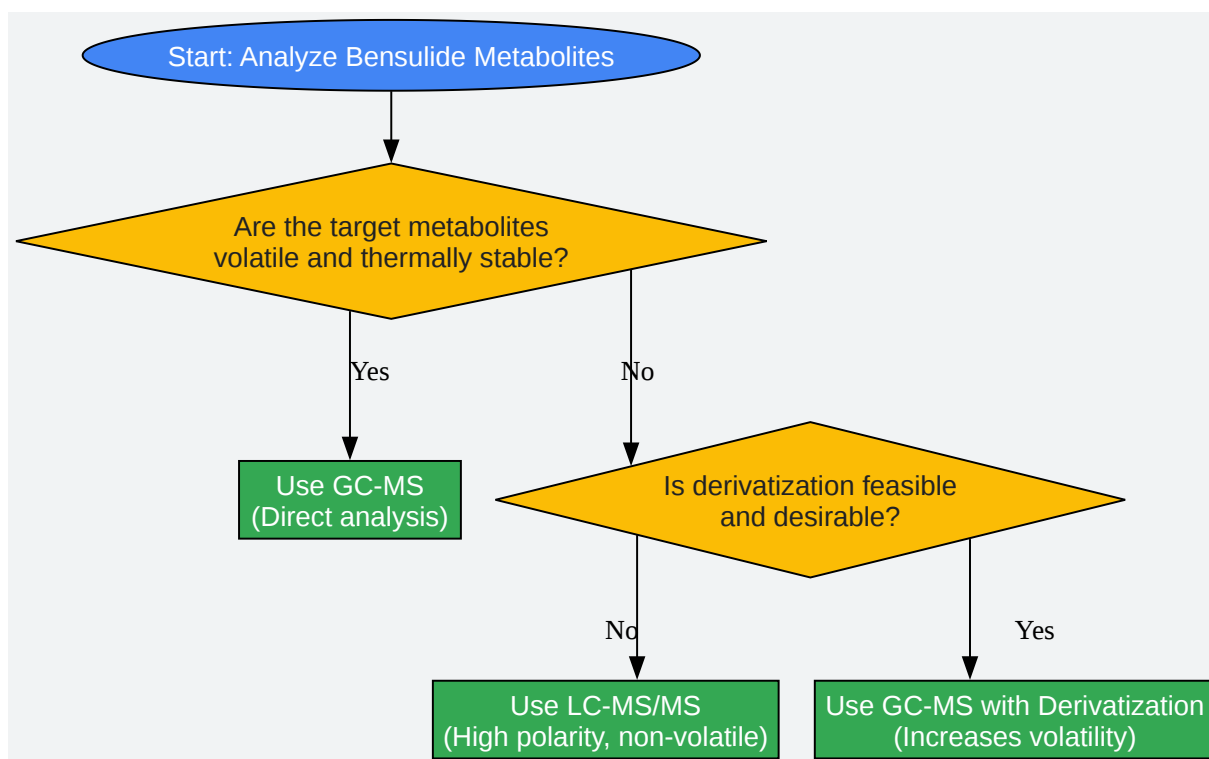 Start: Analyze Bensulide Metabolites
Are the target metabolites
volatile and thermally stable?
Yes
No
Use GC-MS
(Direct analysis)
Is derivatization feasible
and desirable?
No
Yes
Use LC-MS/MS
(High polarity, non-volatile)
Use GC-MS with Derivatization
(Increases volatility)